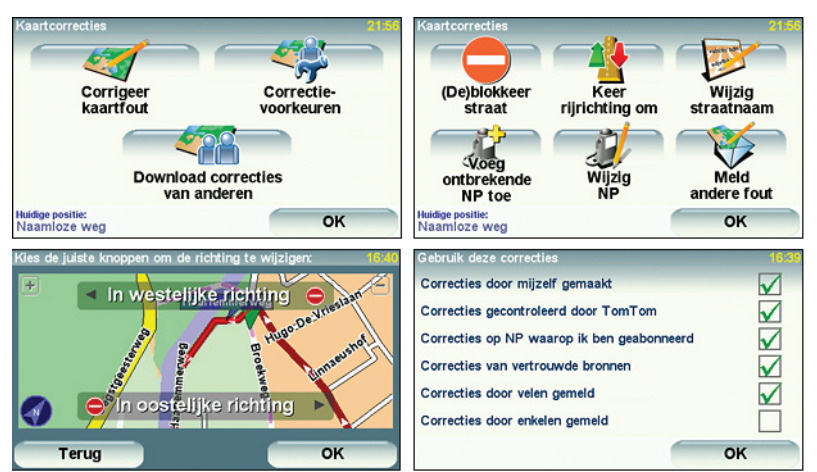 Kaartcorrecties 21:56
Corrigeer
kaartfout
Correctie-
voorkeuren
Download correcties
van anderen
Huidige positie:
Naamloze weg
OK
Kaartcorrecties 21:56
(De)blokkeer
straat
Keer
rijrichting om
Wijzig
straatnaam
Voeg
ontbrekende
NP toe
Wijzig
NP
Meld
andere fout
Huidige positie:
Naamloze weg
OK
Kies de juiste knoppen om de richting te wijzigen: 16:40
In westelijke richting
Hugo-De Vrieslaan
Linnaeushof
Broekweg
In oostelijke richting
N
Terug
OK
Gebruik deze correcties 16:39
Correcties door mijzelf gemaakt
Correcties gecontroleerd door TomTom
Correcties op NP waarop ik ben geabonneerd
Correcties van vertrouwde bronnen
Correcties door velen gemeld
Correcties door enkelen gemeld
OK